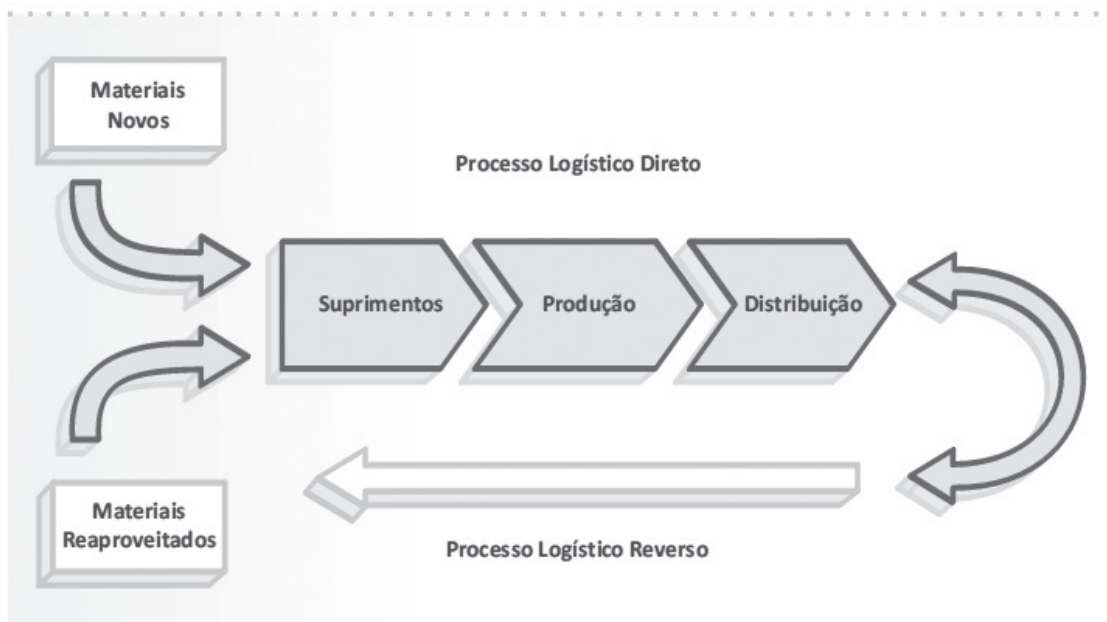 Materiais
Novos
Processo Logístico Direto
Suprimentos
Produção
Distribuição
Materiais
Reaproveitados
Processo Logístico Reverso